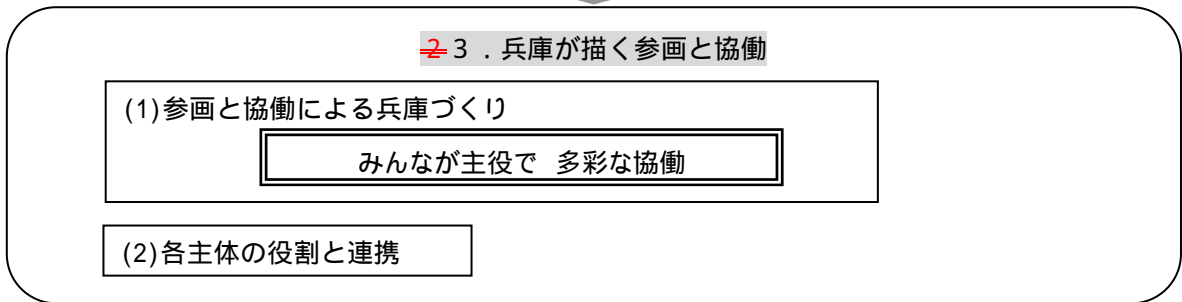 2 3 ．兵庫が描く参画と協働
(1)参画と協働による兵庫づくり
みんなが主役で 多彩な協働
(2)各主体の役割と連携